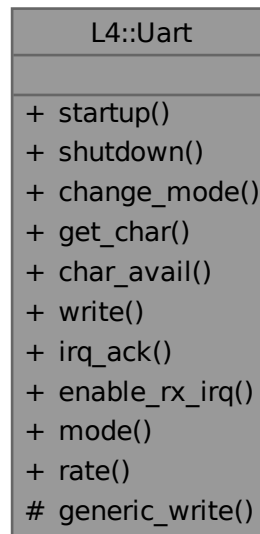 L4::Uart
+ startup()
+ shutdown()
+ change_mode()
+ get_char()
+ char_avail()
+ write()
+ irq_ack()
+ enable_rx_irq()
+ mode()
+ rate()
# generic_write()